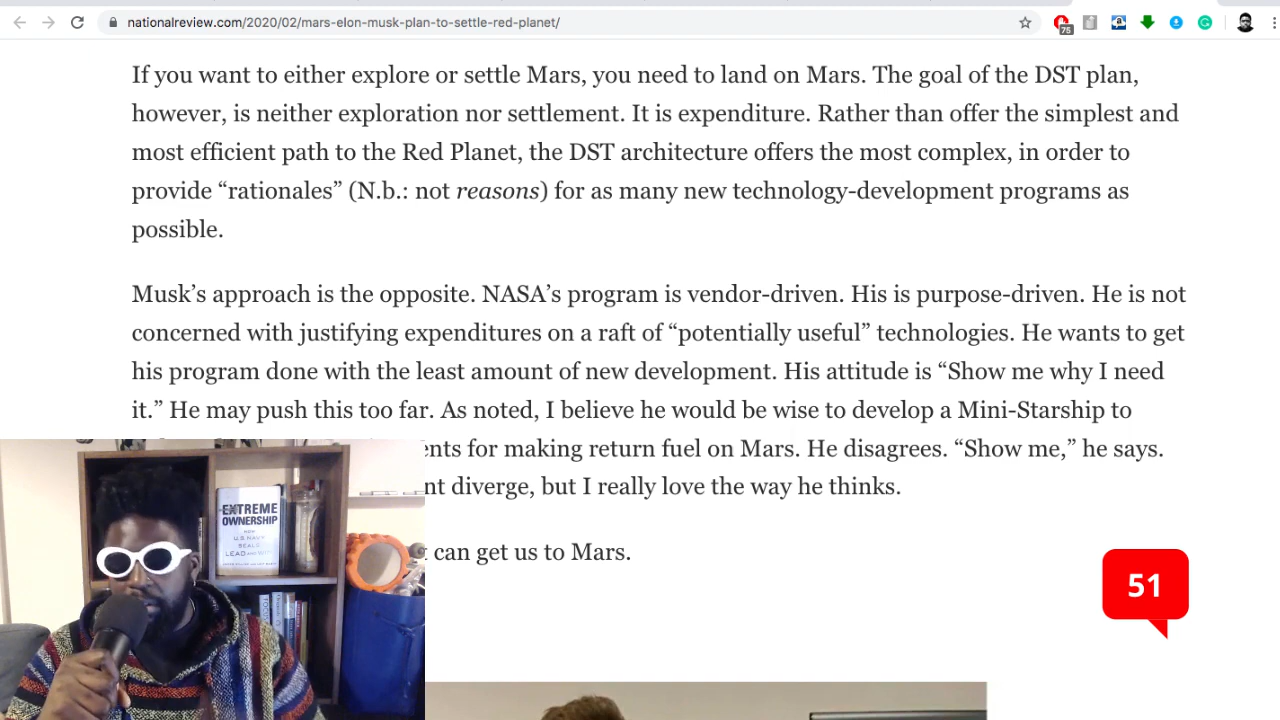 nationalreview.com/2020/02/mars-elon-musk-plan-to-settle-red-planet/
75
If you want to either explore or settle Mars, you need to land on Mars. The goal of the DST plan,
however, is neither exploration nor settlement. It is expenditure. Rather than offer the simplest and
most efficient path to the Red Planet, the DST architecture offers the most complex, in order to
provide “rationales” (N.b.: not reasons) for as many new technology-development programs as
possible.
Musk’s approach is the opposite. NASA’s program is vendor-driven. His is purpose-driven. He is not
concerned with justifying expenditures on a raft of “potentially useful” technologies. He wants to get
his program done with the least amount of new development. His attitude is “Show me why I need
it.” He may push this too far. As noted, I believe he would be wise to develop a Mini-Starship to
ents for making return fuel on Mars. He disagrees. “Show me,” he says.
nt diverge, but I really love the way he thinks.
can get us to Mars.
51
EXTREME
OWNERSHIP
U.S. NAVY
SEALS
LEAD